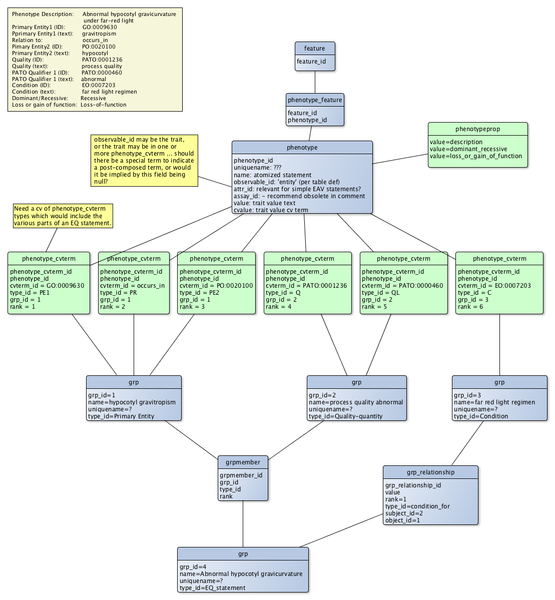 Phenotype Description: Abnormal hypocotyl gravicurvature
under far-red light
Primary Entity1 (ID): GO:0009630
Pprimary Entity1 (text): gravitropism
Relation to: occurs_in
Pimary Entity2 (ID): PO:0020100
Primary Entity2 (text): hypocotyl
Quality (ID): PATO:0001236
Quality (text): process quality
PATO Qualifier 1 (ID): PATO:0000460
PATO Qualifier 1 (text): abnormal
Condition (ID): EO:0007203
Condition (text): far red light regimen
Dominant/Recessive: Recessive
Loss or gain of function: Loss-of-function
feature
feature_id
phenotype_feature
feature_id
phenotype_id
observable_id may be the trait,
or the trait may be in one or
more phenotype_cvterm ... should
there be a special term to indicate
a post-composed term, or would
it be implied by this field being
null?
phenotype
phenotype_id
uniquename: ???
name: atomized statement
observable_id: 'entity' (per table def)
attr_id: relevant for simple EAV statements?
assay_id: - recommend obsolete in comment
value: trait value text
cvalue: trait value cv term
phenotypeprop
value=description
value=dominant_recessive
value=loss_or_gain_of_function
Need a cv of phenotype_cvterm
types which would include the
various parts of an EQ statement.
phenotype_cvterm
phenotype_cvterm_id
phenotype_id
cvterm_id = GO:0009630
type_id = PE1
grp_id = 1
rank = 1
phenotype_cvterm
phenotype_cvterm_id
phenotype_id
cvterm_id = occurs_in
type_id = PR
grp_id = 1
rank = 2
phenotype_cvterm
phenotype_cvterm_id
phenotype_id
cvterm_id = PO:0020100
type_id = PE2
grp_id = 1
rank = 3
phenotype_cvterm
phenotype_cvterm_id
phenotype_id
cvterm_id = PATO:0001236
type_id = Q
grp_id = 2
rank = 4
phenotype_cvterm
phenotype_cvterm_id
phenotype_id
cvterm_id = PATO:0000460
type_id = QL
grp_id = 2
rank = 5
phenotype_cvterm
phenotype_cvterm_id
phenotype_id
cvterm_id = EO:0007203
type_id = C
grp_id = 3
rank = 6
grp
grp_id=1
name=hypocotyl gravitropism
uniquename=?
type_id=Primary Entity
grp
grp_id=2
name=process quality abnormal
uniquename=?
type_id=Quality-quantity
grp
grp_id=3
name=far red light regimen
uniquename=?
type_id=Condition
grpmember
grpmember_id
grp_id
type_id
rank
grp_relationship
grp_relationship_id
value
rank=1
type_id=condition_for
subject_id=2
object_id=1
grp
grp_id=4
name=Abnormal hypocotyl gravicurvature
uniquename=?
type_id=EQ_statement